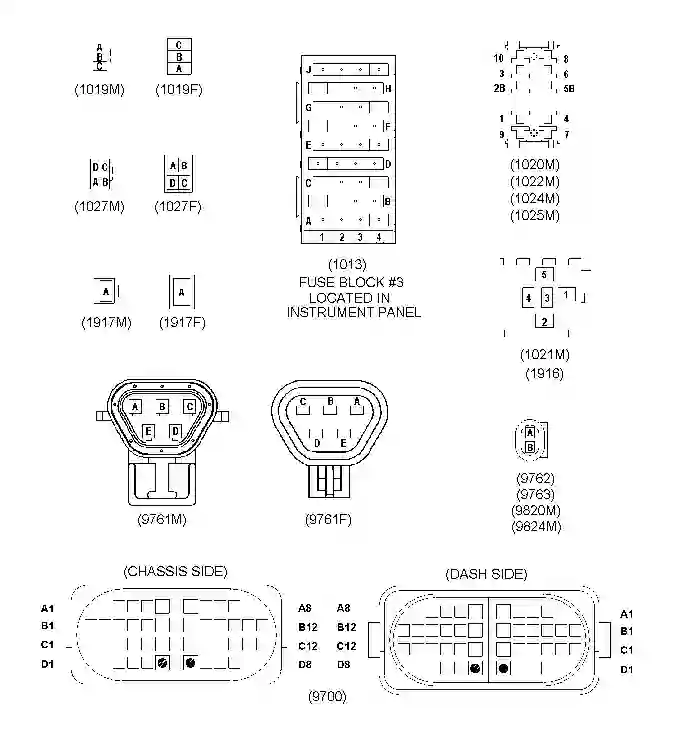 A
B
C
(1019M)
C
B
A
(1019F)
J
H
G
F
E
D
C
B
A
1 2 3 4
(1013)
FUSE BLOCK #3
LOCATED IN
INSTRUMENT PANEL
10 8
3 6
2B 5B
1 4
9 7
(1020M)
(1022M)
(1024M)
(1025M)
D C
A B
(1027M)
A B
D C
(1027F)
A
(1917M)
A
(1917F)
5
4 3 1
2
(1021M)
(1916)
A B C
E D
(9761M)
C B A
D E
(9761F)
A
B
(9762)
(9763)
(9820M)
(9824M)
(CHASSIS SIDE)
A1 A8
B1 B12
C1 C12
D1 D8
(DASH SIDE)
A8 A1
B12 B1
C12 C1
D8 D1
(9700)